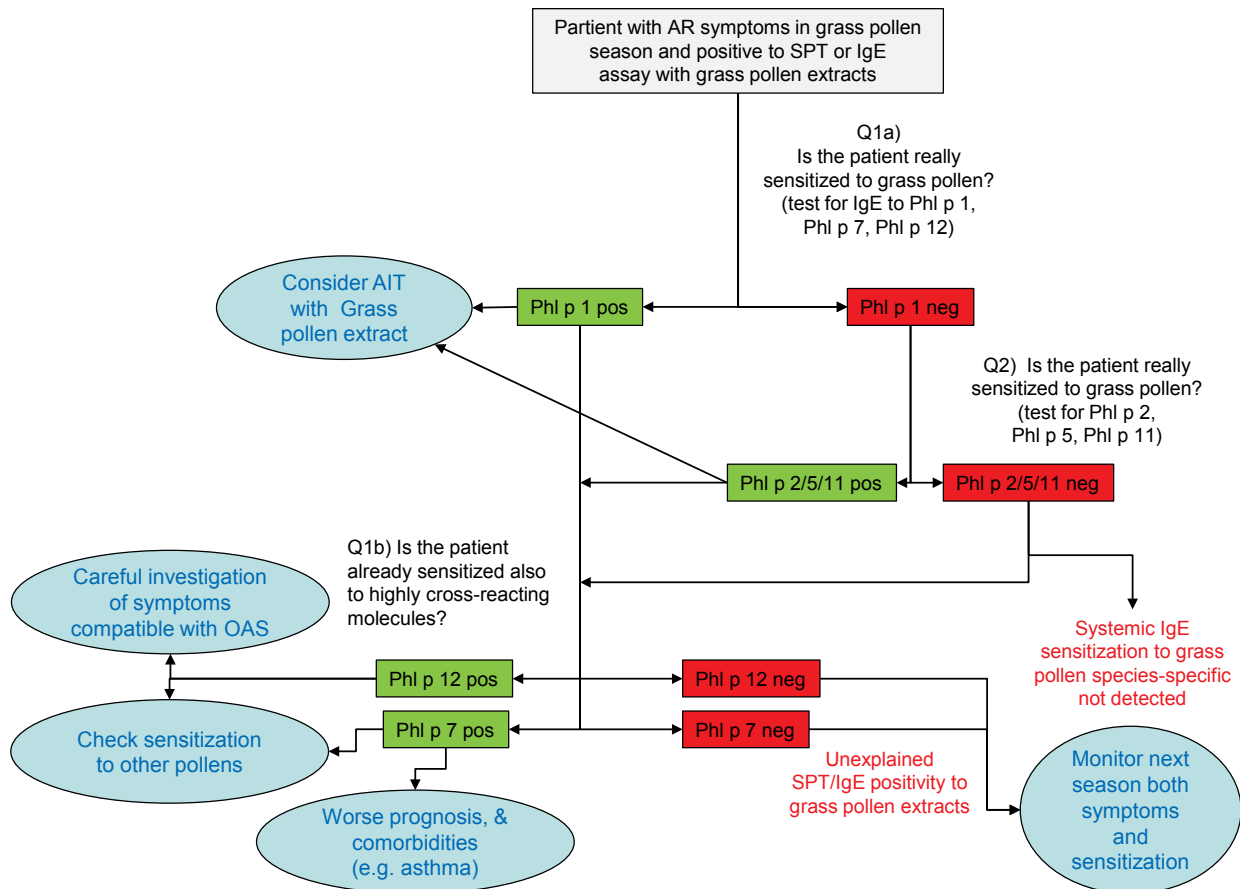 Partient with AR symptoms in grass pollen
season and positive to SPT or IgE
assay with grass pollen extracts
Q1a)
Is the patient really
sensitized to grass pollen?
(test for IgE to Phl p 1,
Phl p 7, Phl p 12)
Consider AIT
with Grass
pollen extract
Phl p 1 pos
Phl p 1 neg
Q2) Is the patient really
sensitized to grass pollen?
(test for Phl p 2,
Phl p 5, Phl p 11)
Phl p 2/5/11 pos
Phl p 2/5/11 neg
Q1b) Is the patient
already sensitized also
to highly cross-reacting
molecules?
Careful investigation
of symptoms
compatible with OAS
Systemic IgE
sensitization to grass
pollen species-specific
not detected
Phl p 12 pos
Phl p 12 neg
Check sensitization
to other pollens
Phl p 7 pos
Phl p 7 neg
Unexplained
SPT/IgE positivity to
grass pollen extracts
Monitor next
season both
symptoms
and
sensitization
Worse prognosis, &
comorbidities
(e.g. asthma)